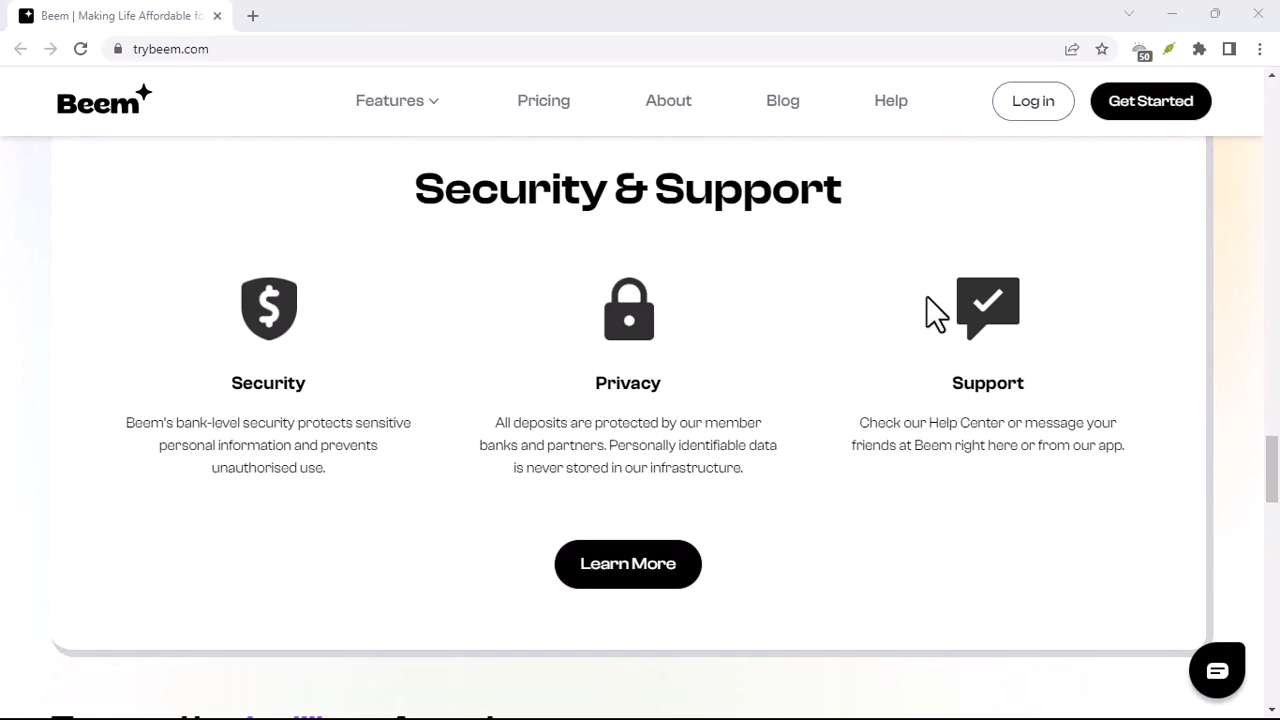 Beem | Making Life Affordable fo
trybeem.com
50
Beem
Features
Pricing
About
Blog
Help
Log in
Get Started
Security & Support
Security
Beem's bank-level security protects sensitive
personal information and prevents
unauthorised use.
Privacy
All deposits are protected by our member
banks and partners. Personally identifiable data
is never stored in our infrastructure.
Support
Check our Help Center or message your
friends at Beem right here or from our app.
Learn More